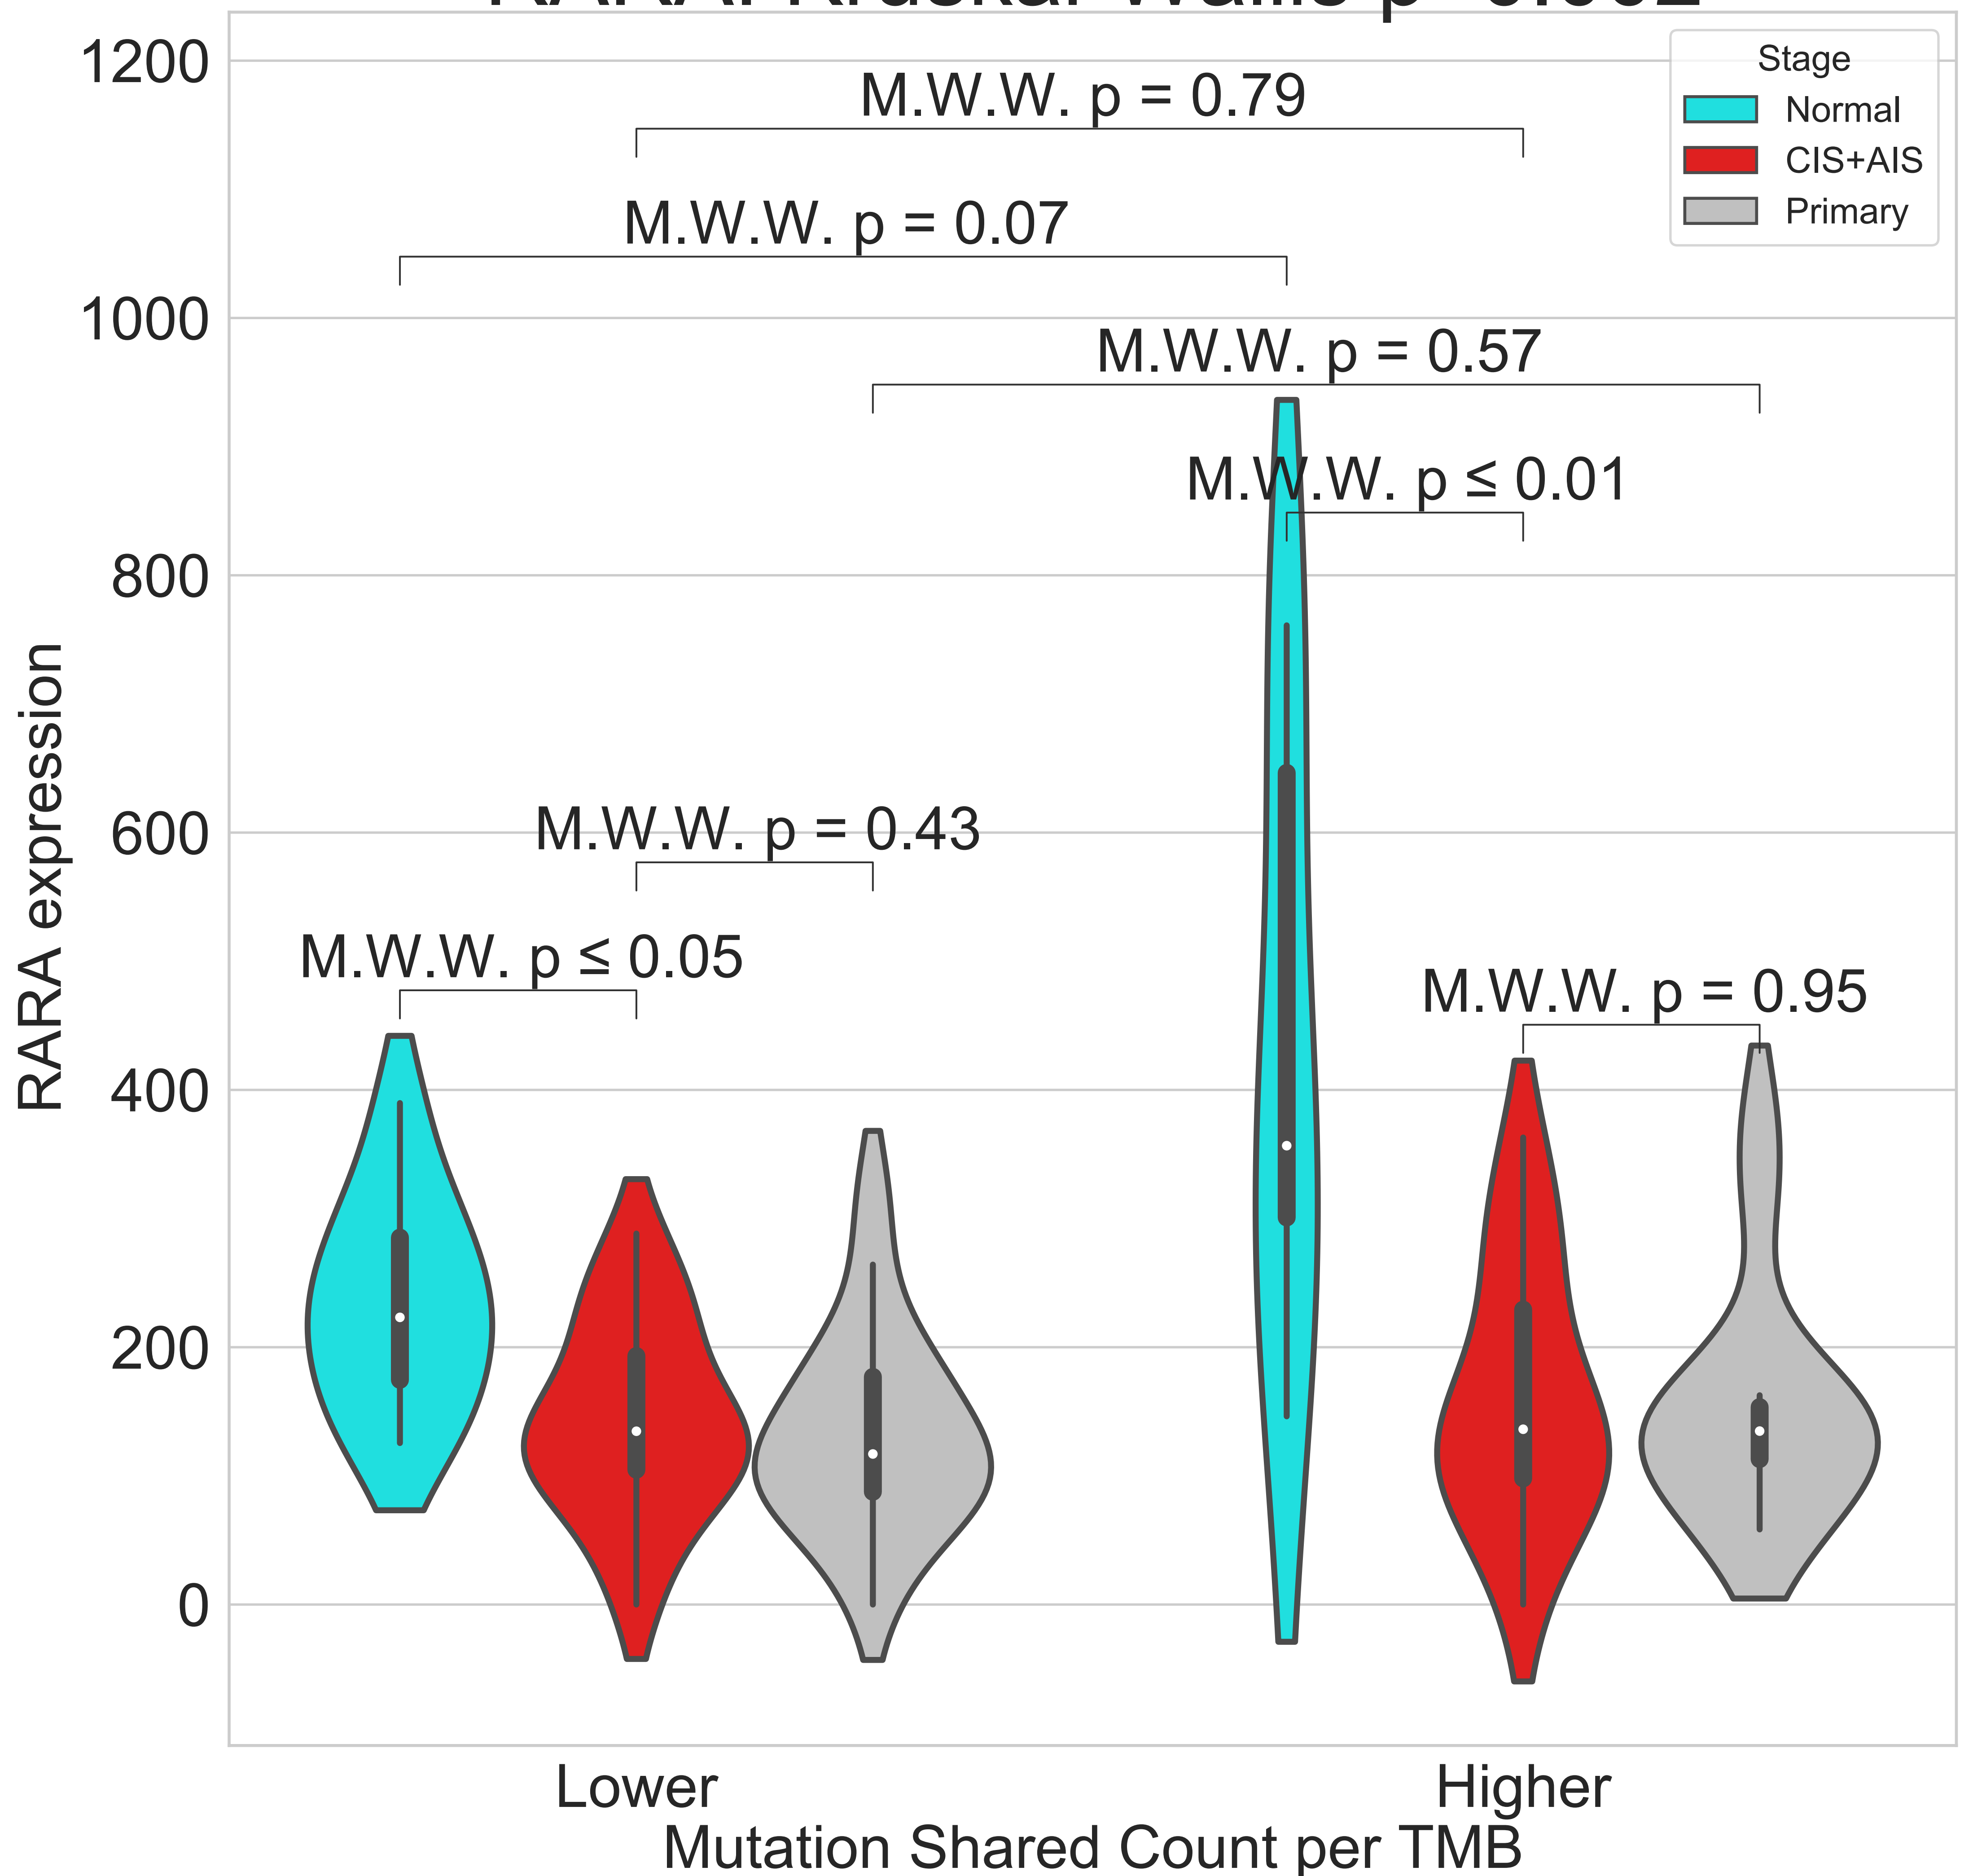 1200
1000
800
600
400
200
0
RARA expression
M.W.W. p = 0.79
M.W.W. p = 0.07
M.W.W. p = 0.57
M.W.W. p ≤ 0.01
M.W.W. p = 0.43
M.W.W. p ≤ 0.05
M.W.W. p = 0.95
Stage
Normal
CIS+AIS
Primary
Lower
Higher
Mutation Shared Count per TMB